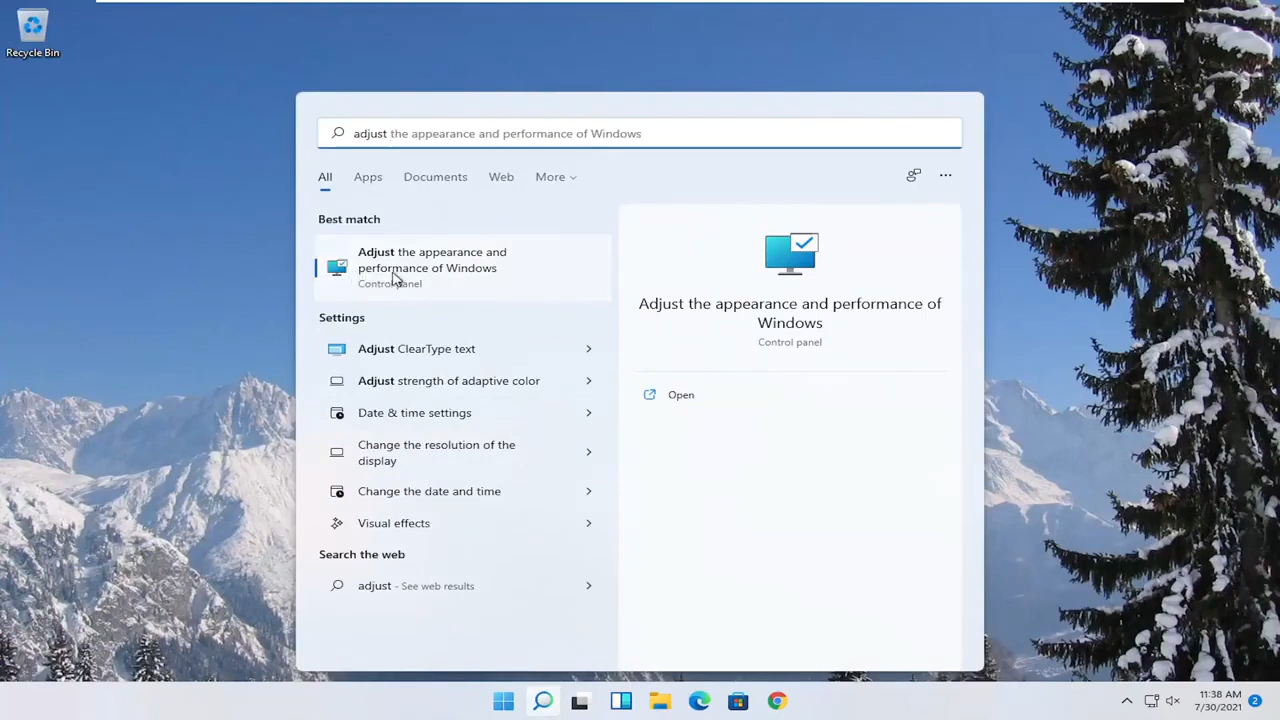 Recycle Bin
adjust the appearance and performance of Windows
All Apps Documents Web More
Best match
Adjust the appearance and
performance of Windows
Control panel
Settings
Adjust ClearType text
Adjust strength of adaptive color
Date & time settings
Change the resolution of the
display
Change the date and time
Visual effects
Search the web
adjust - See web results
Adjust the appearance and performance of
Windows
Control panel
Open
11:38 AM
7/30/2021
2